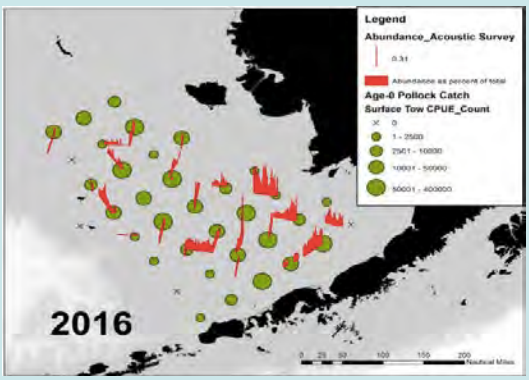 Legend
Abundance_Acoustic Survey
0.31
Abundance as percent of total
Age-0 Pollock Catch
Surface Tow CPUE_Count
0
1 - 2500
2501 - 10000
10001 - 50000
50001 - 400000
2016
0 25 50 100 150 200
Nautical Miles